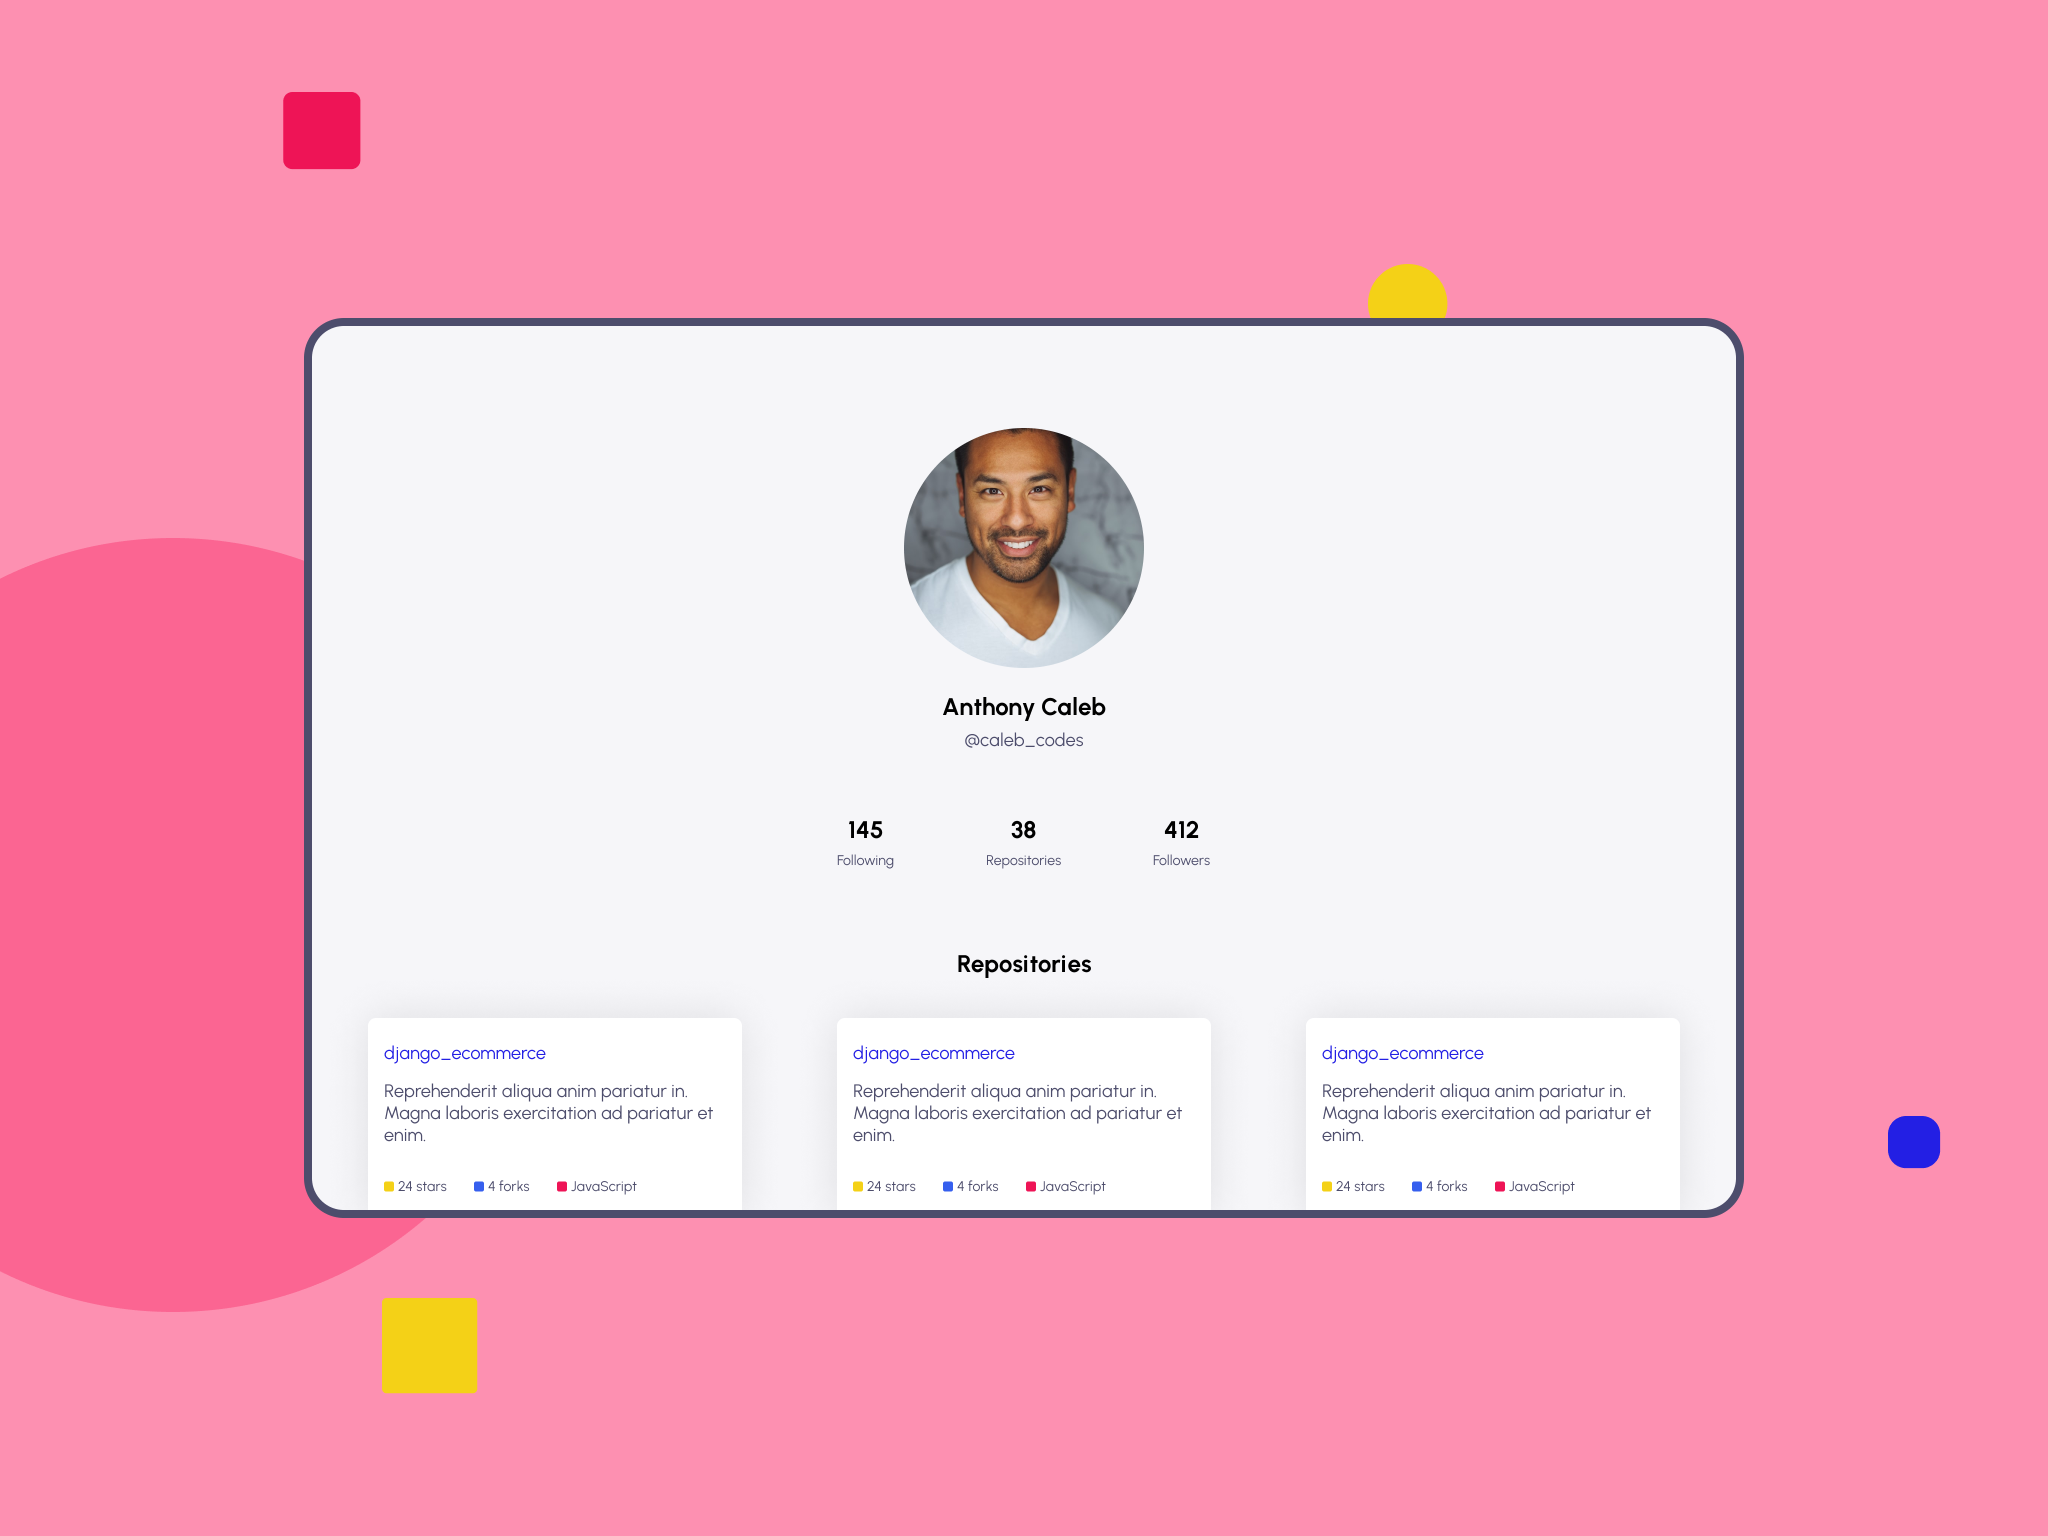 Anthony Caleb
@caleb_codes
145 38 412
Following Repositories Followers
Repositories
django_ecommerce
Reprehenderit aliqua anim pariatur in.
Magna laboris exercitation ad pariatur et
enim.
24 stars 4 forks JavaScript
django_ecommerce
Reprehenderit aliqua anim pariatur in.
Magna laboris exercitation ad pariatur et
enim.
24 stars 4 forks JavaScript
django_ecommerce
Reprehenderit aliqua anim pariatur in.
Magna laboris exercitation ad pariatur et
enim.
24 stars 4 forks JavaScript